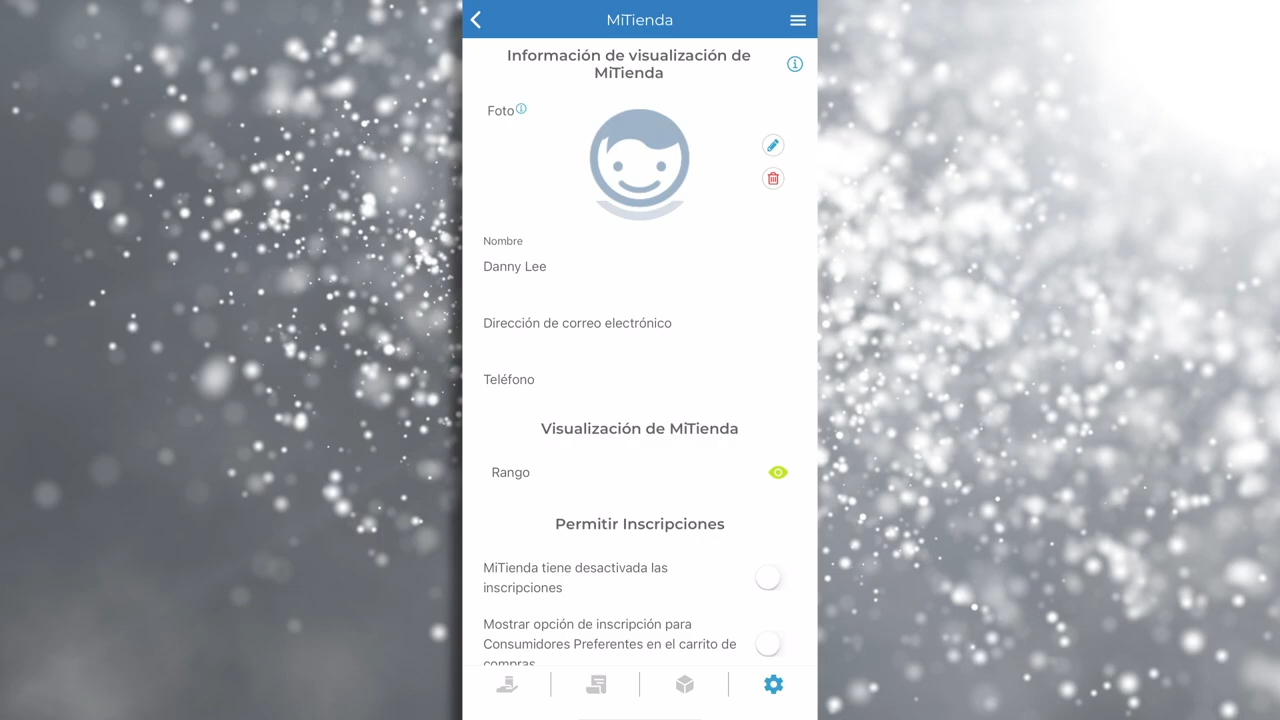 MiTienda
Información de visualización de
MiTienda
Foto
Nombre
Danny Lee
Dirección de correo electrónico
Teléfono
Visualización de MiTienda
Rango
Permitir Inscripciones
MiTienda tiene desactivada las
inscripciones
Mostrar opción de inscripción para
Consumidores Preferentes en el carrito de
compras